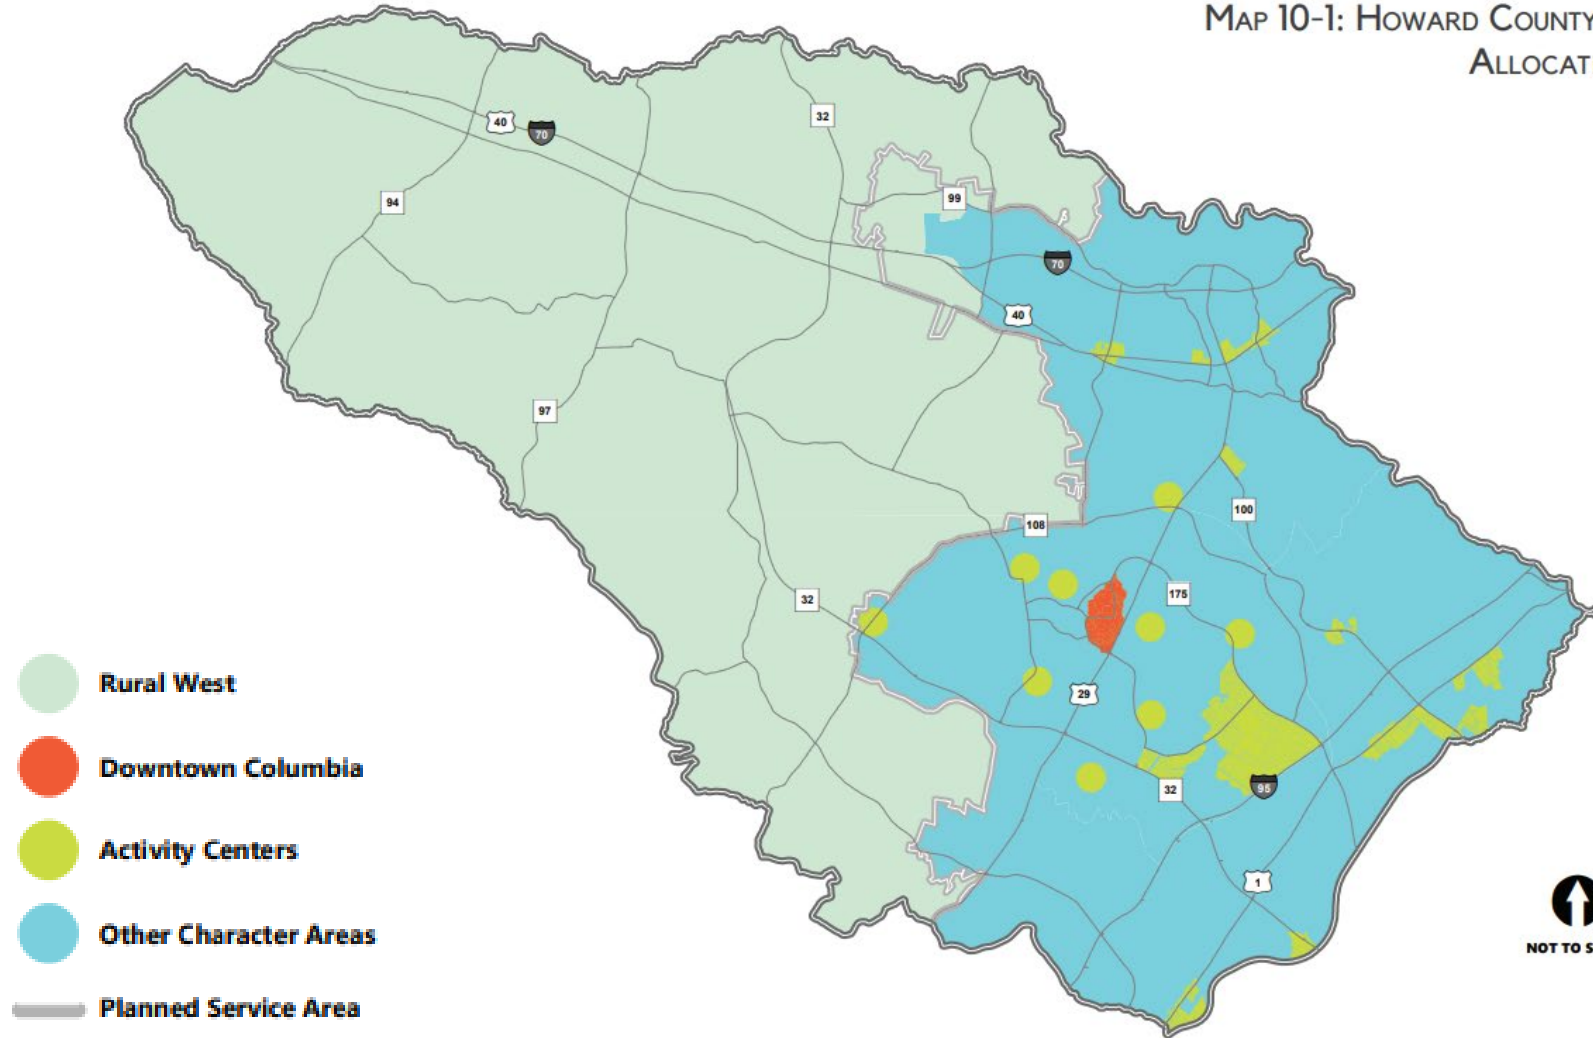 MAP 10-1: HOWARD COUNTY
ALLOCAT
40
70
32
94
99
70
40
97
108
100
32
175
29
32
95
1
Rural West
Downtown Columbia
Activity Centers
Other Character Areas
Planned Service Area
NOT TO S